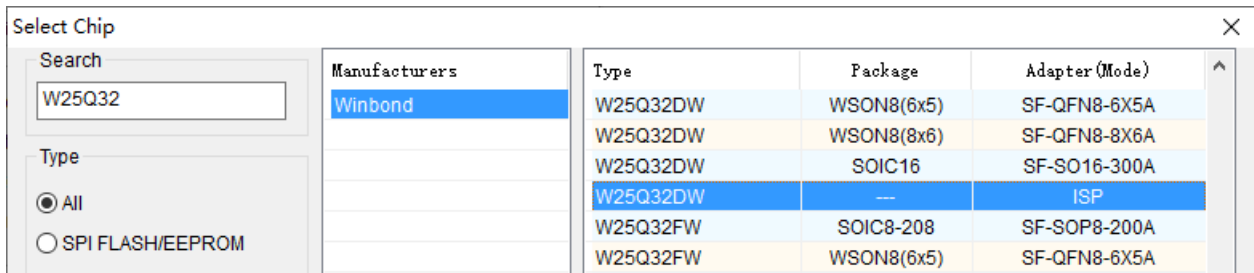 Select Chip
Search
W25Q32
Type
All
SPI FLASH/EEPROM
Manufacturers
Winbond
Type Package Adapter(Mode)
W25Q32DW WSON8(6x5) SF-QFN8-6X5A
W25Q32DW WSON8(8x6) SF-QFN8-8X6A
W25Q32DW SOIC16 SF-SO16-300A
W25Q32DW --- ISP
W25Q32FW SOIC8-208 SF-SOP8-200A
W25Q32FW WSON8(6x5) SF-QFN8-6X5A